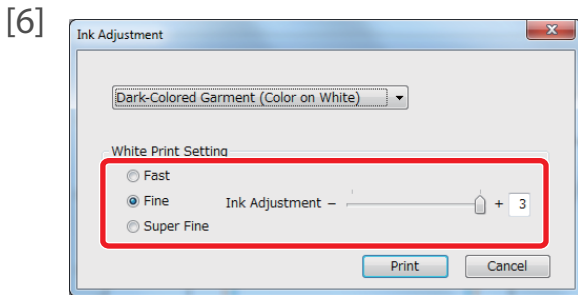 [6]
Ink Adjustment
Dark-Colored Garment (Color on White)
White Print Setting
Fast
Fine Ink Adjustment – + 3
Super Fine
Print Cancel